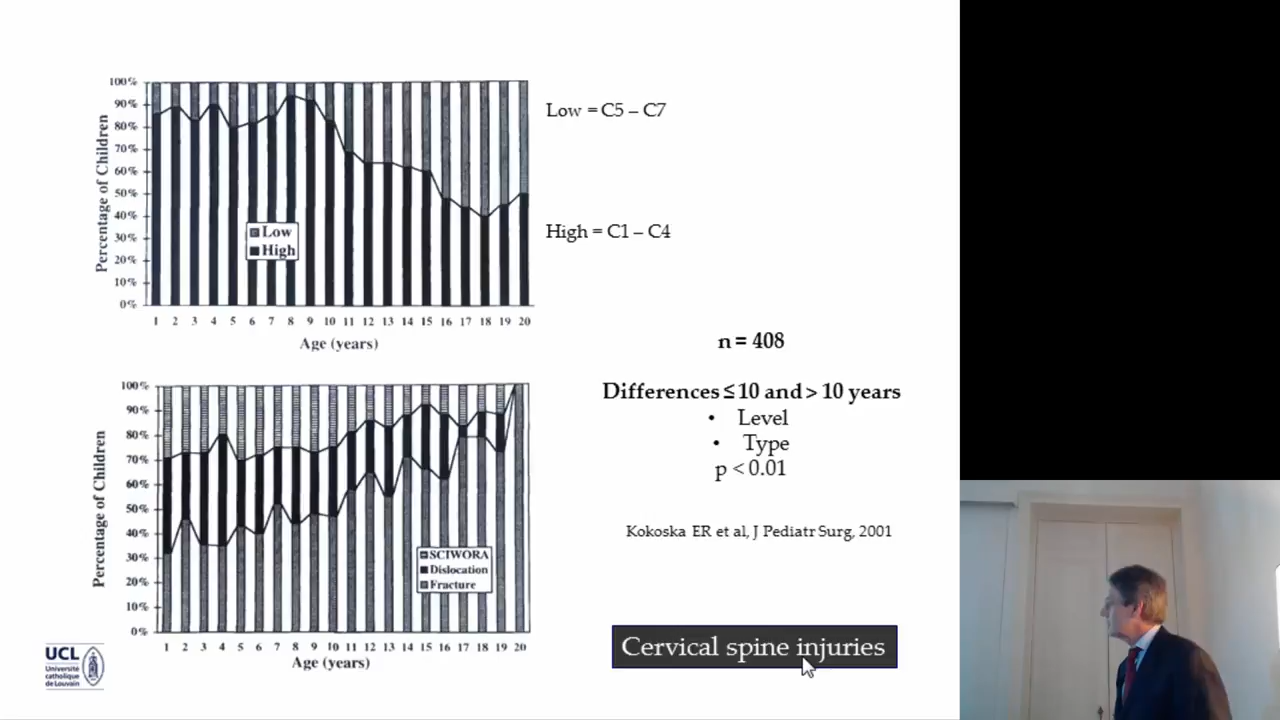 100%
90%
80%
70%
60%
50%
40%
30%
20%
10%
0%
Percentage of Children
Low
High
1 2 3 4 5 6 7 8 9 10 11 12 13 14 15 16 17 18 19 20
Age (years)
Low = C5 – C7
High = C1 – C4
n = 408
Differences ≤ 10 and > 10 years
• Level
• Type
p < 0.01
Kokoska ER et al, J Pediatr Surg, 2001
100%
90%
80%
70%
60%
50%
40%
30%
20%
10%
0%
Percentage of Children
SCIWORA
Dislocation
Fracture
1 2 3 4 5 6 7 8 9 10 11 12 13 14 15 16 17 18 19 20
Age (years)
Cervical spine injuries
UCL
Université
catholique
de Louvain